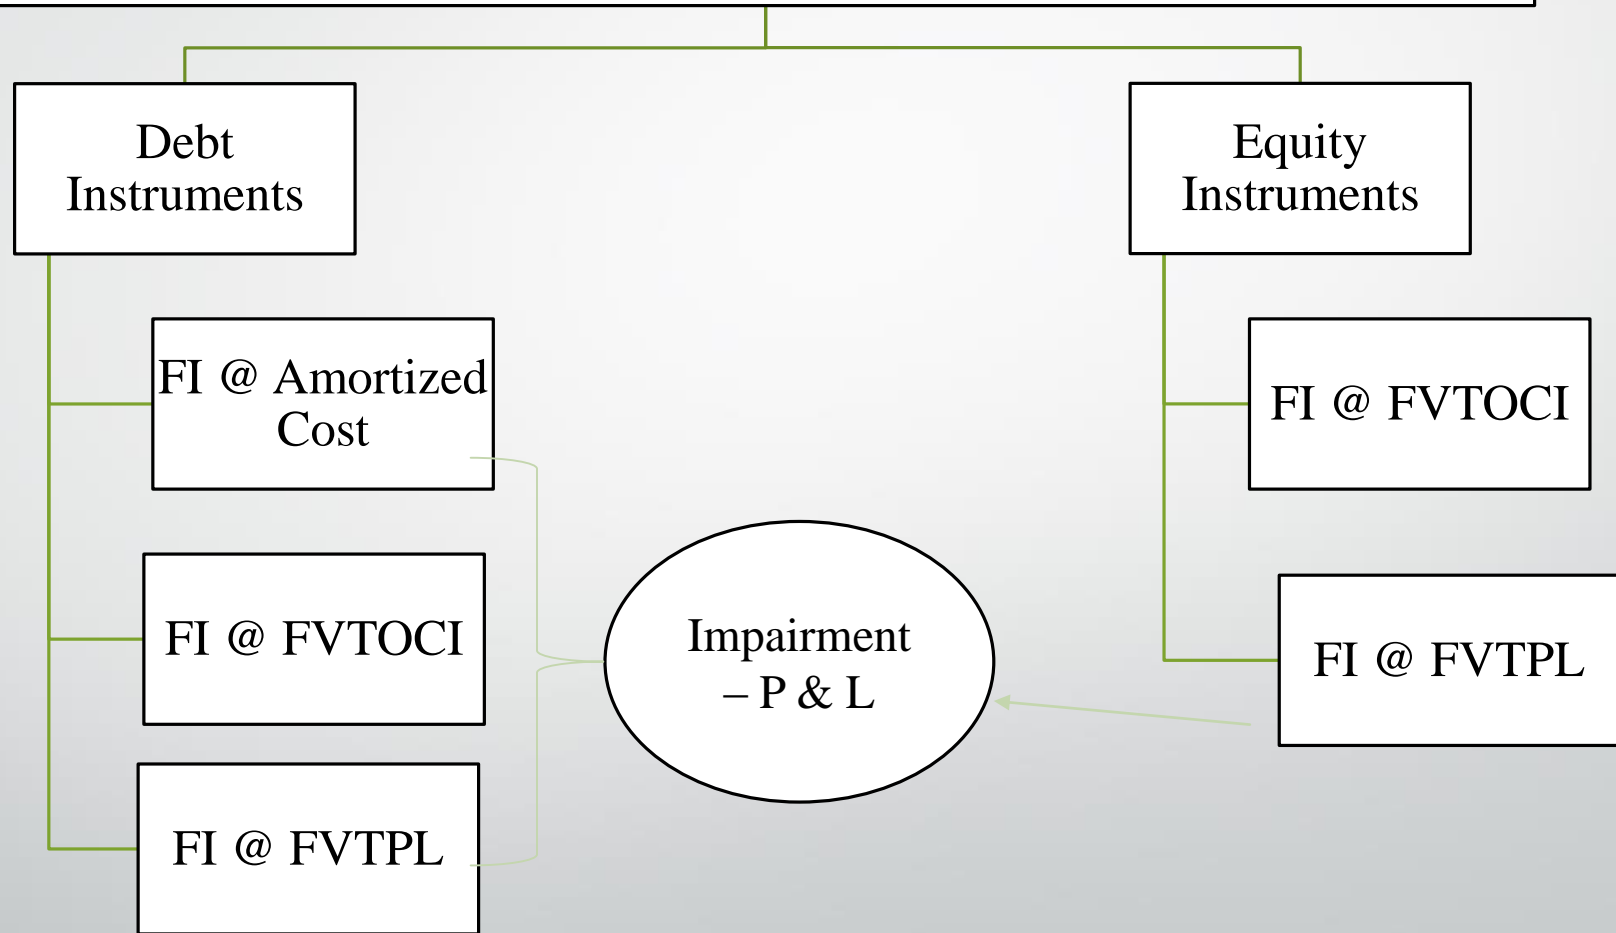 Debt
Instruments
Equity
Instruments
FI @ Amortized
Cost
FI @ FVTOCI
FI @ FVTOCI
Impairment
– P & L
FI @ FVTPL
FI @ FVTPL